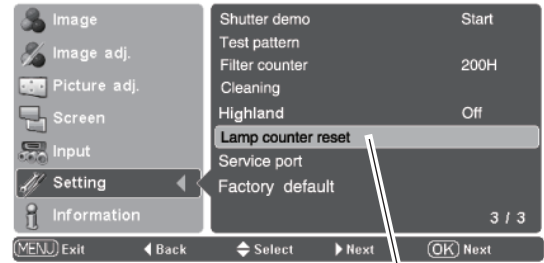 Image
Image adj.
Picture adj.
Screen
Input
Setting
Information
Shutter demo Start
Test pattern
Filter counter 200H
Cleaning
Highland Off
Lamp counter reset
Service port
Factory default
3 / 3
MENU Exit Back Select Next OK Next